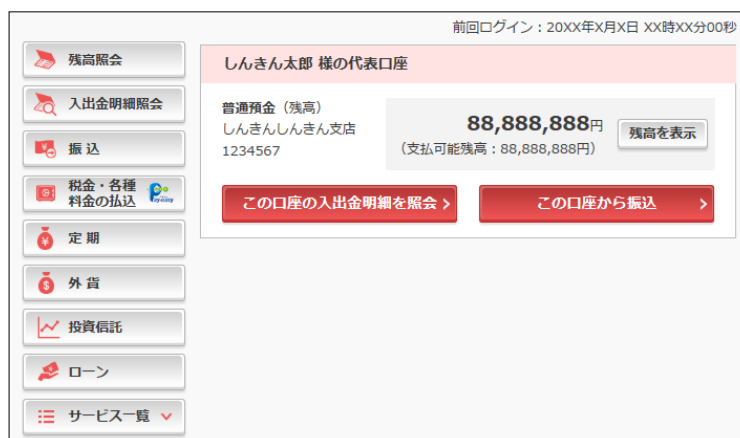 前回ログイン：20XX年X月X日 XX時XX分00秒
残高照会
入出金明細照会
振込
税金・各種
料金の払込
Pay-easy
定期
外貨
投資信託
ローン
サービス一覧
しんきん太郎 様の代表口座
普通預金（残高）
しんきんしんきん支店
1234567
88,888,888円
（支払可能残高：88,888,888円）
残高を表示
この口座の入出金明細を照会
この口座から振込